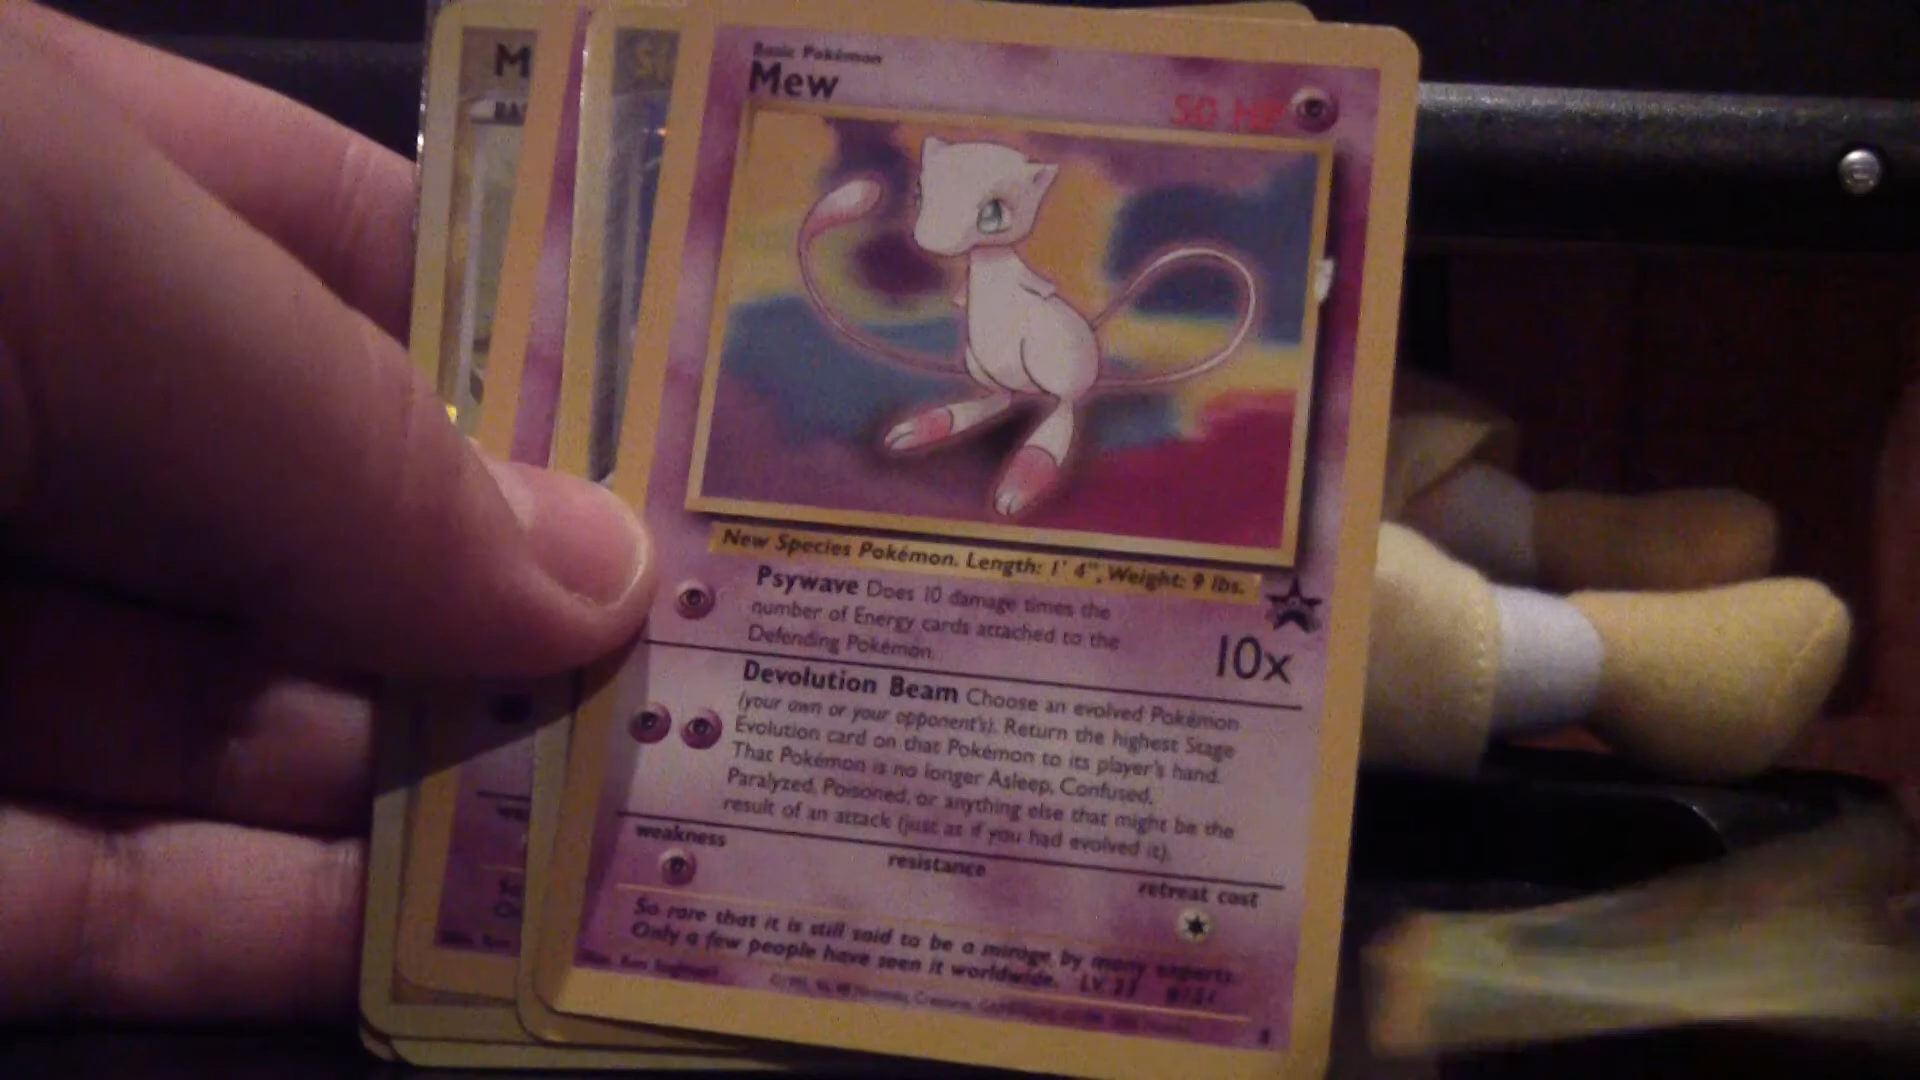 M
BAS
Basic Pokémon
Mew
50 HP
New Species Pokémon. Length: 1' 4", Weight: 9 lbs.
Psywave Does 10 damage times the
number of Energy cards attached to the
Defending Pokémon.
10x
Devolution Beam Choose an evolved Pokémon
(your own or your opponent's). Return the highest Stage
Evolution card on that Pokémon to its player's hand.
That Pokémon is no longer Asleep, Confused,
Paralyzed, Poisoned, or anything else that might be the
result of an attack (just as if you had evolved it).
weakness
resistance
retreat cost
So rare that it is still said to be a mirage by many experts.
Only a few people have seen it worldwide. LV. 23
8